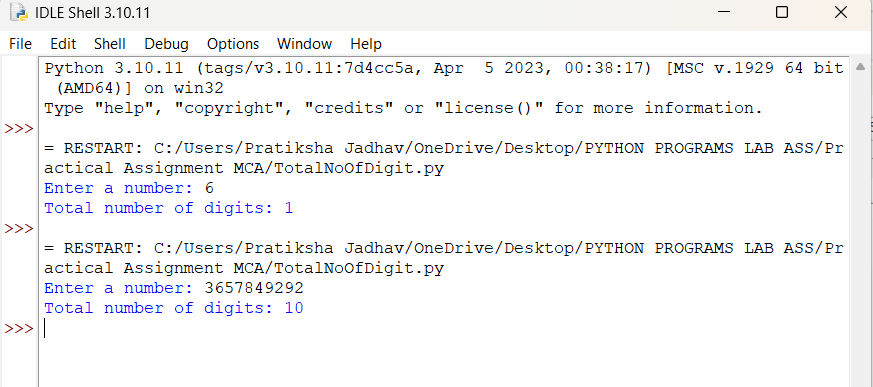 IDLE Shell 3.10.11
File Edit Shell Debug Options Window Help
Python 3.10.11 (tags/v3.10.11:7d4cc5a, Apr  5 2023, 00:38:17) [MSC v.1929 64 bit
 (AMD64)] on win32
Type "help", "copyright", "credits" or "license()" for more information.
>>>
= RESTART: C:/Users/Pratiksha Jadhav/OneDrive/Desktop/PYTHON PROGRAMS LAB ASS/Pr
actical Assignment MCA/TotalNoOfDigit.py
Enter a number: 6
Total number of digits: 1
>>>
= RESTART: C:/Users/Pratiksha Jadhav/OneDrive/Desktop/PYTHON PROGRAMS LAB ASS/Pr
actical Assignment MCA/TotalNoOfDigit.py
Enter a number: 3657849292
Total number of digits: 10
>>>